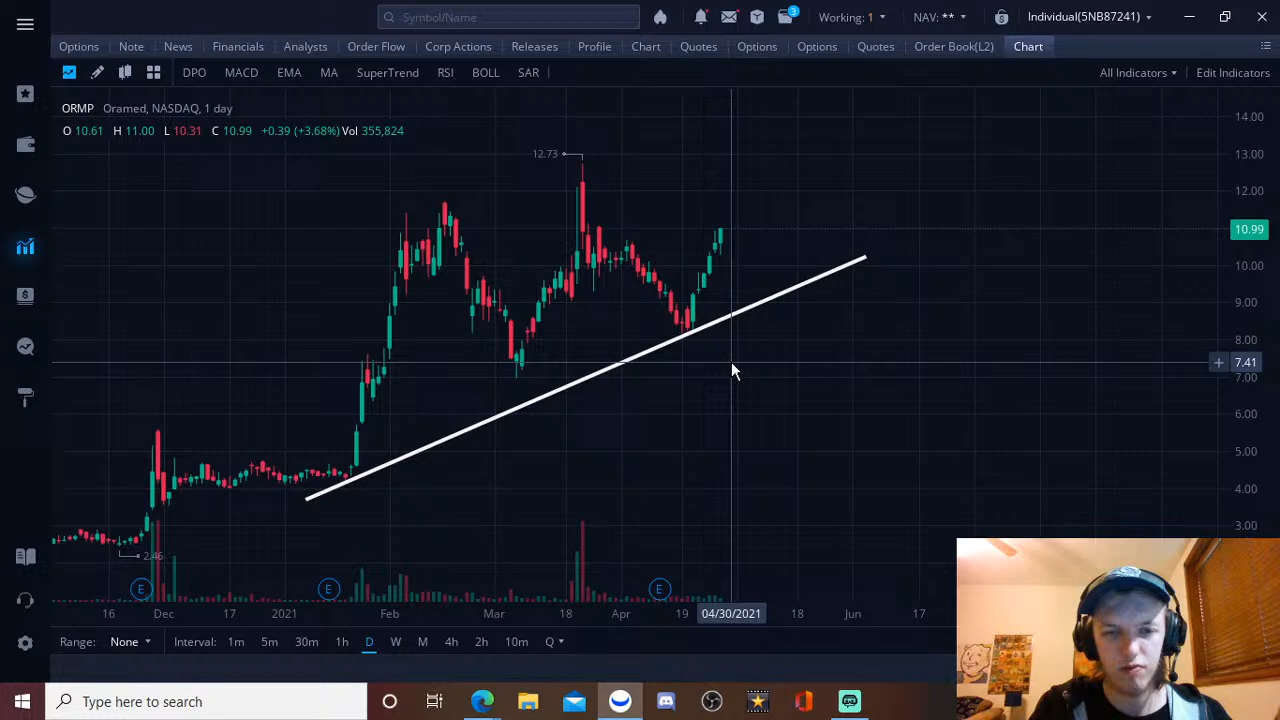 Symbol/Name
3
Working: 1
NAV: **
Individual(5NB87241)
Options Note News Financials Analysts Order Flow Corp Actions Releases Profile Chart Quotes Options Options Quotes Order Book(L2) Chart
DPO MACD EMA MA SuperTrend RSI BOLL SAR
All Indicators Edit Indicators
ORMP Oramed, NASDAQ, 1 day
O 10.61 H 11.00 L 10.31 C 10.99 +0.39 (+3.68%) Vol 355,824
14.00
12.73
13.00
12.00
10.99
10.00
9.00
8.00
+ 7.41
7.00
6.00
5.00
4.00
3.00
2.46
E E E
16 Dec 17 2021 Feb Mar 18 Apr 19 04/30/2021 18 Jun 17
Range: None Interval: 1m 5m 30m 1h D W M 4h 2h 10m Q
Type here to search